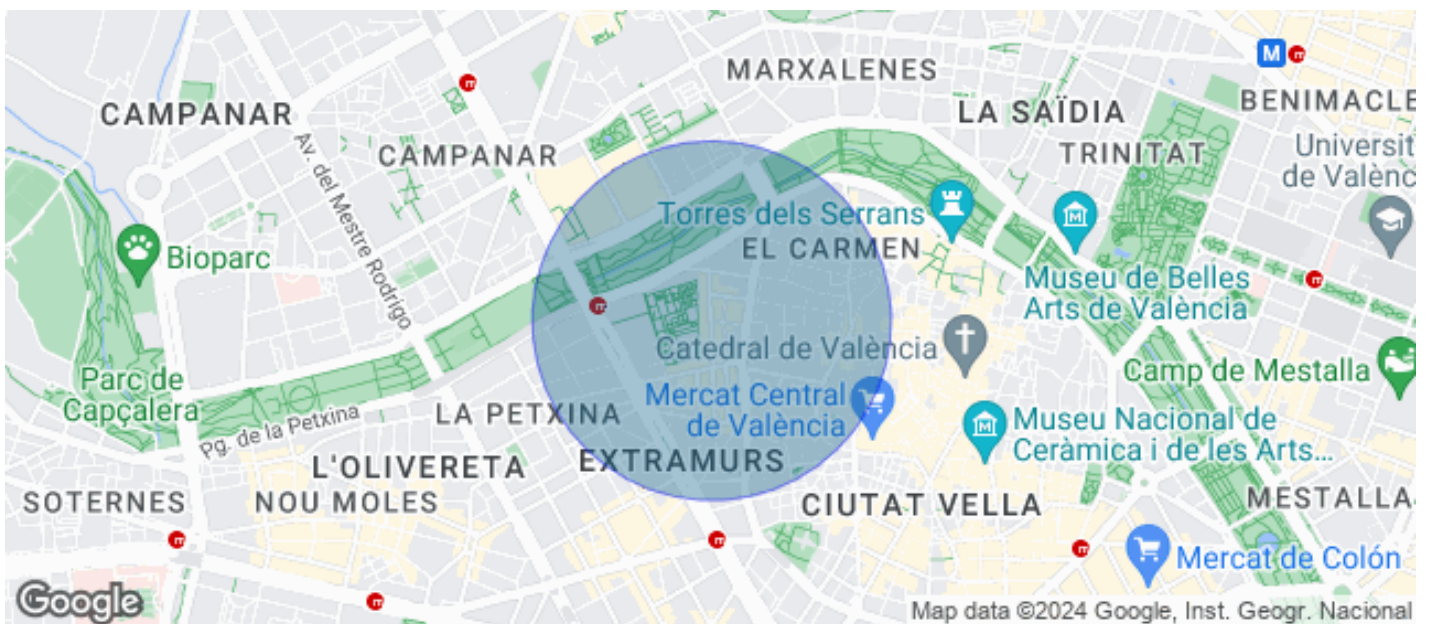 MARXALENES
CAMPANAR
LA SAÏDIA
BENIMACLE
CAMPANAR
TRINITAT
Universit
de Valènc
Av. del Mestre Rodrigo
Torres dels Serrans
EL CARMEN
Bioparc
Museu de Belles
Arts de València
Catedral de València
Parc de
Capçalera
Camp de Mestalla
Mercat Central
de València
LA PETXINA
Pg. de la Petxina
Museu Nacional de
Ceràmica i de les Arts...
EXTRAMURS
L'OLIVERETA
SOTERNES
NOU MOLES
CIUTAT VELLA
MESTALLA
Mercat de Colón
Google
Map data ©2024 Google, Inst. Geogr. Nacional
M